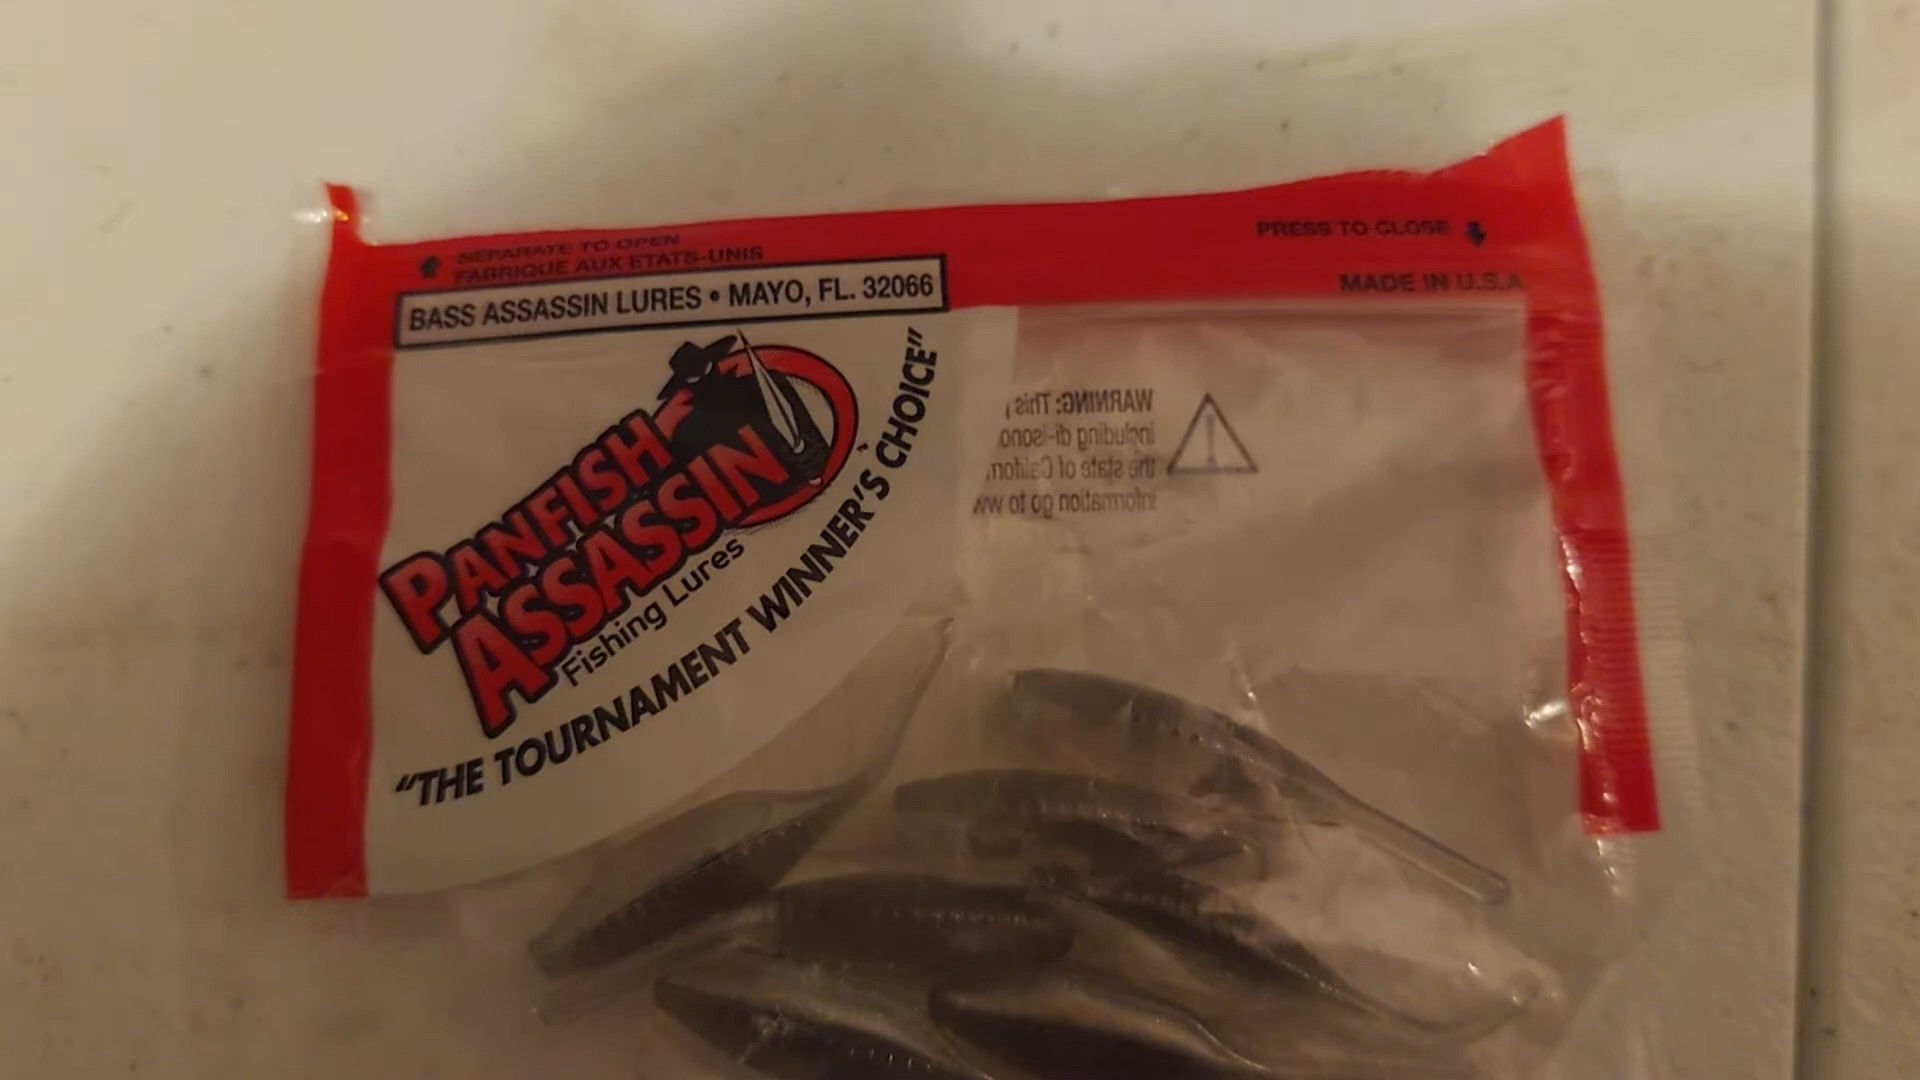 SEPARATE TO OPEN
FABRIQUE AUX ETATS-UNIS
PRESS TO CLOSE
MADE IN U.S.A.
BASS ASSASSIN LURES • MAYO, FL. 32066
PANFISH
ASSASSIN
Fishing Lures
"THE TOURNAMENT WINNER'S CHOICE"
WARNING: This
including di-isono
the state of Californ
information go to ww